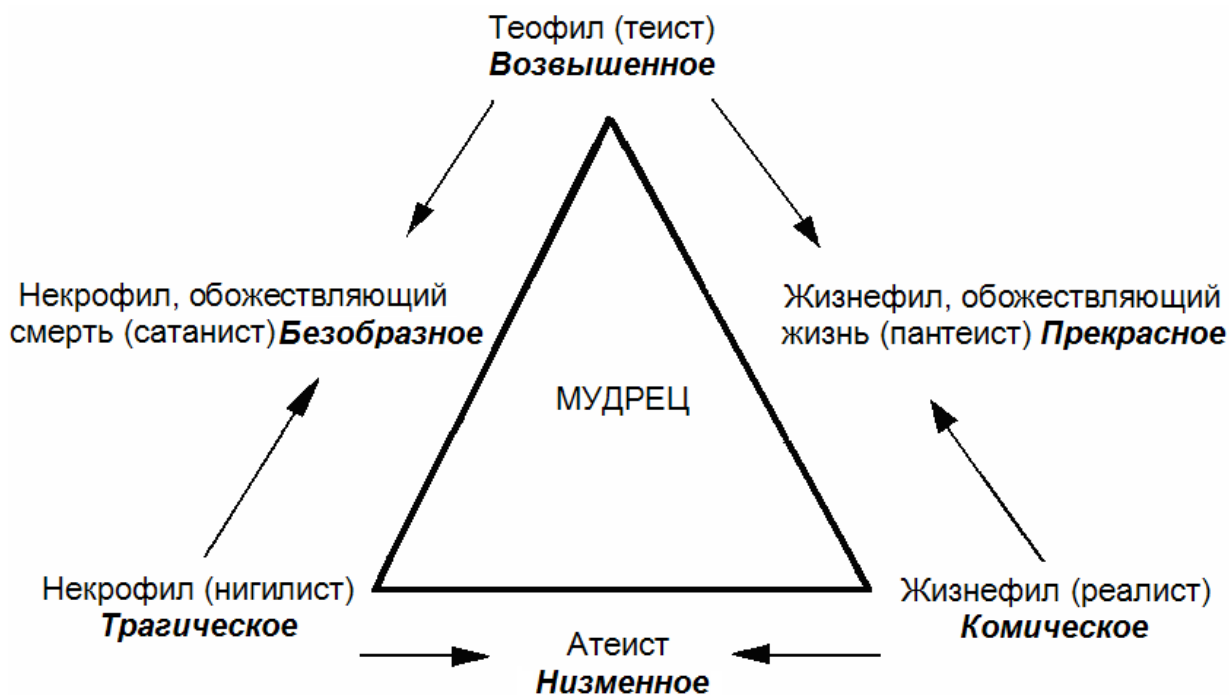 Теофил (теист)
Возвышенное
Некрофил, обожествляющий
смерть (сатанист) Безобразное
Жизнефил, обожествляющий
жизнь (пантеист) Прекрасное
МУДРЕЦ
Некрофил (нигилист)
Трагическое
Жизнефил (реалист)
Комическое
Атеист
Низменное